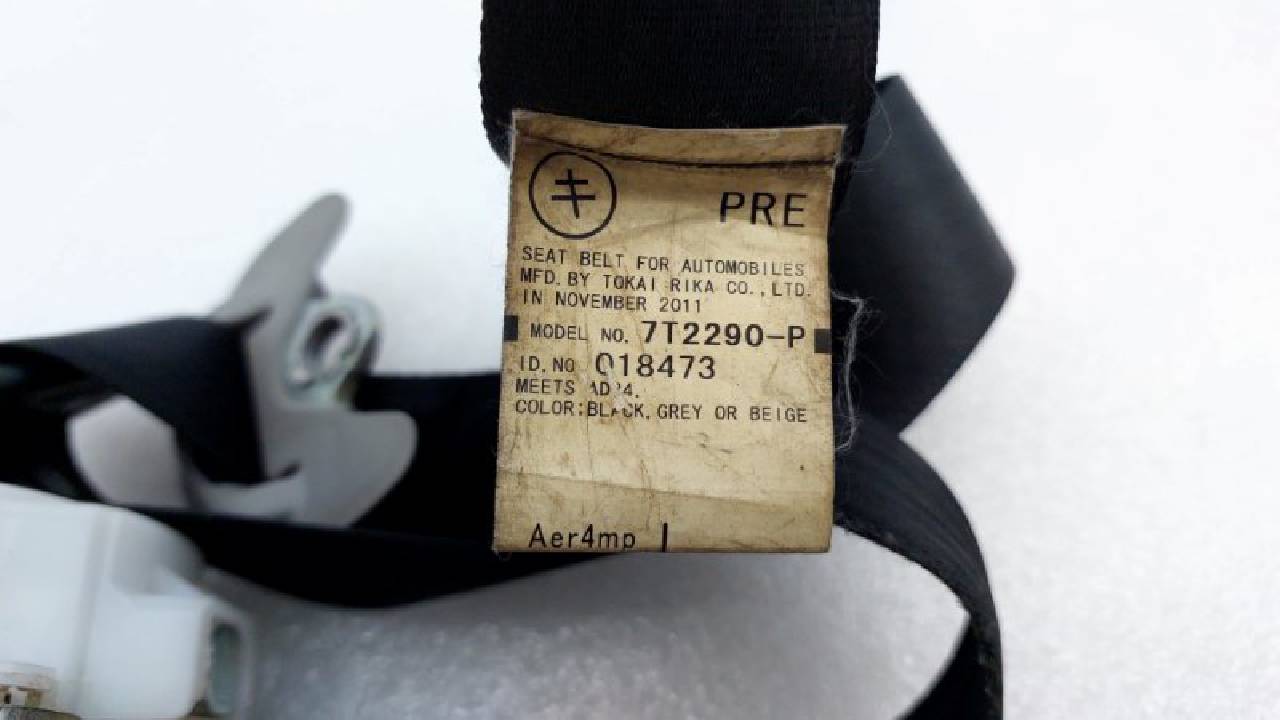 キ PRE
SEAT BELT FOR AUTOMOBILES
MFD. BY TOKAI RIKA CO., LTD.
IN NOVEMBER 2011
MODEL NO. 7T2290-P
ID. NO 018473
MEETS
COLOR:BLACK, GREY OR BEIGE
Aer4mp